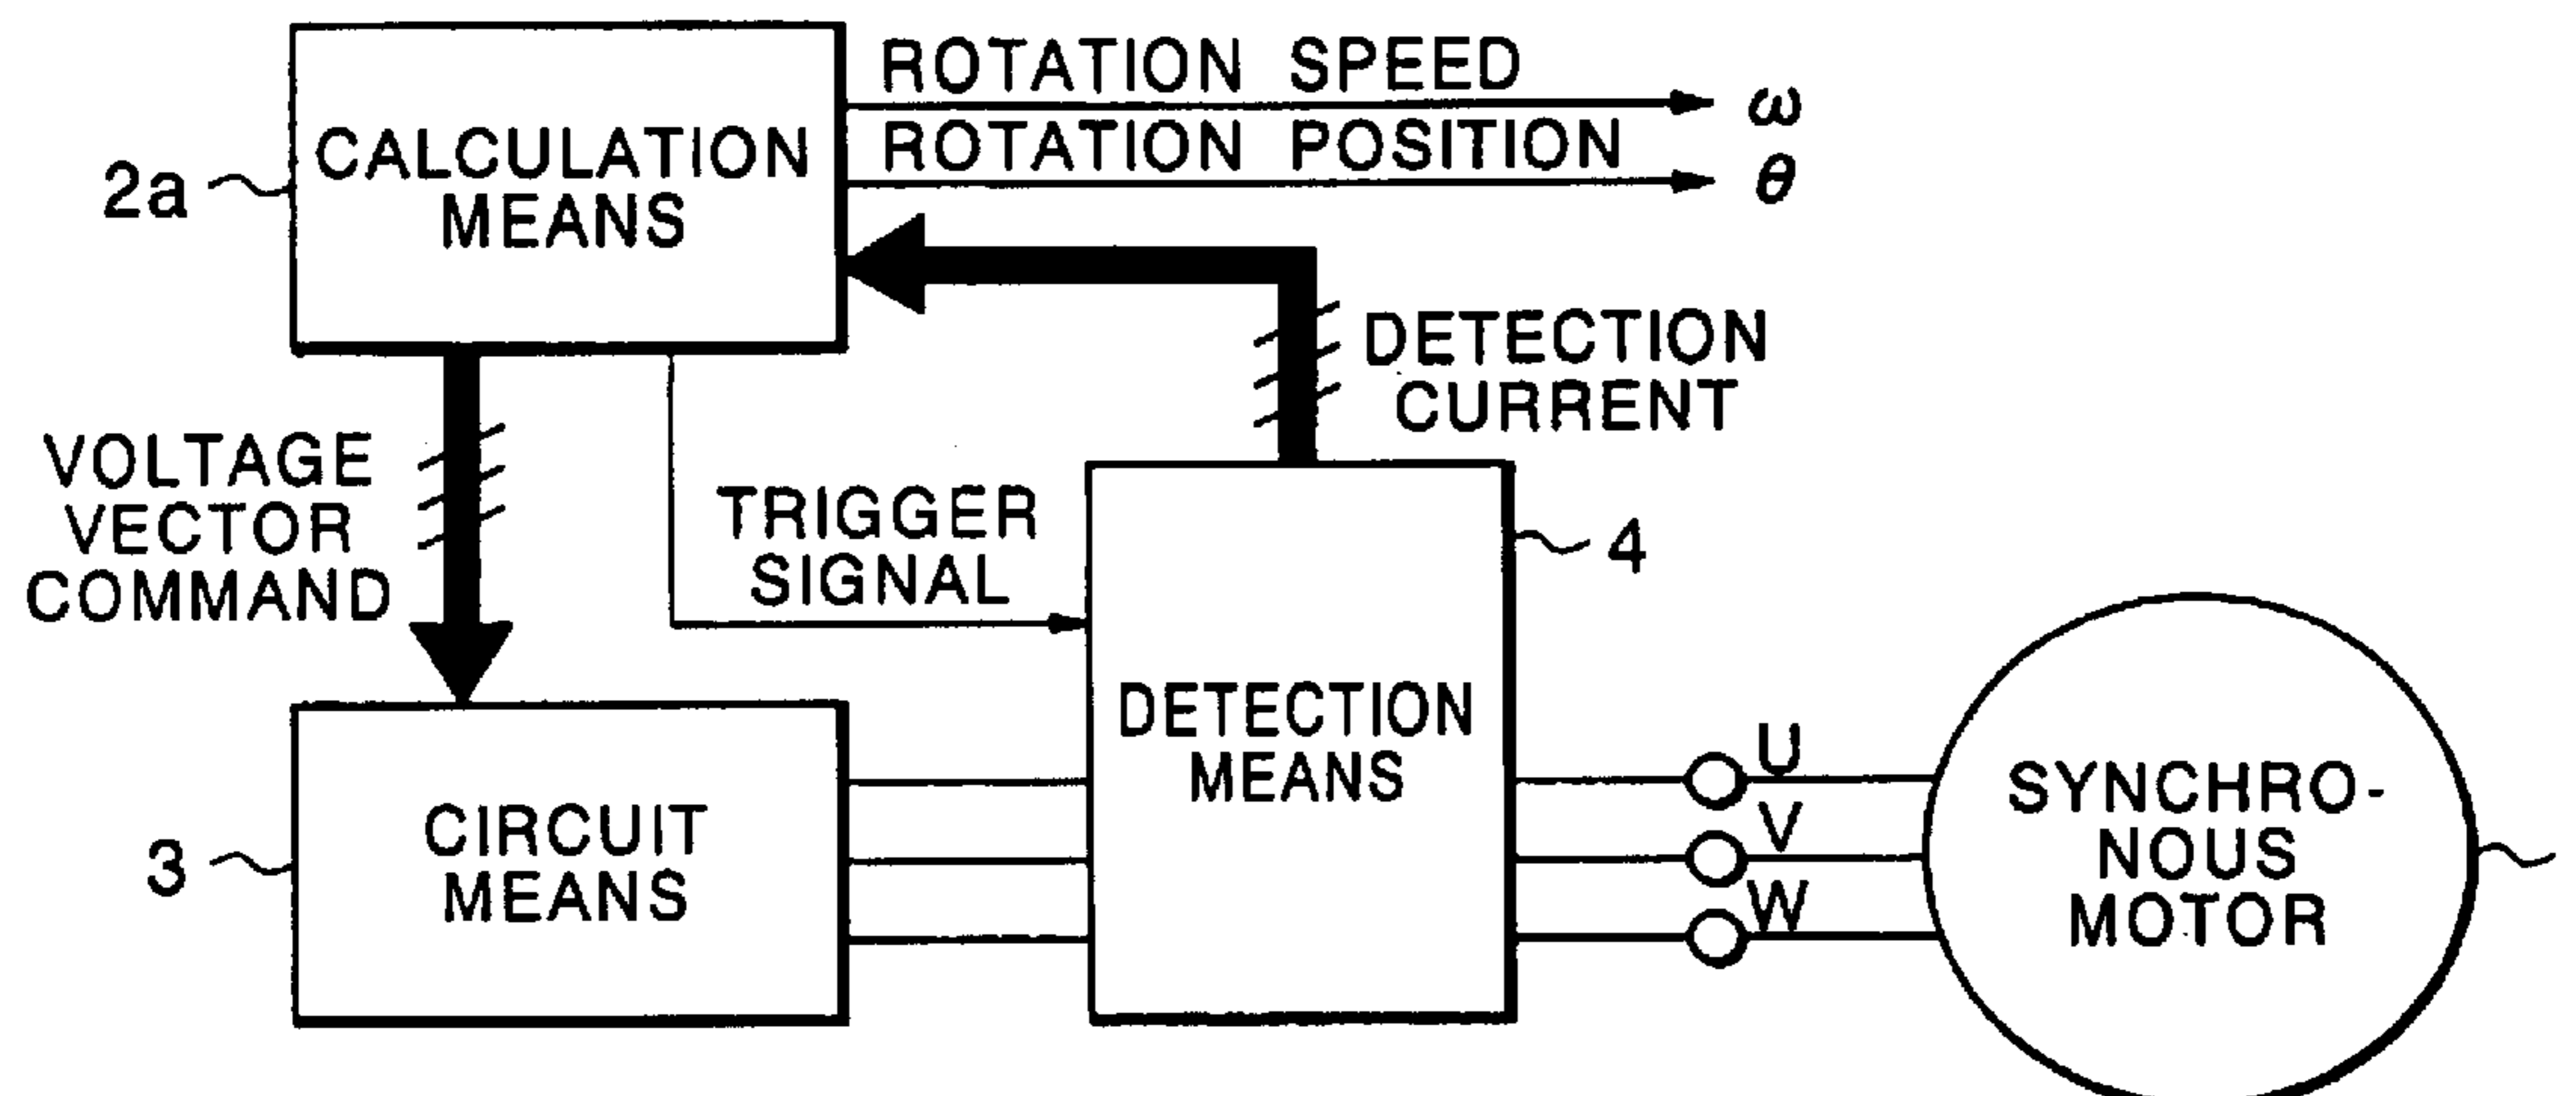 ROTATION SPEED
ω
ROTATION POSITION
θ
CALCULATION
MEANS
2a
DETECTION
CURRENT
VOLTAGE
VECTOR
COMMAND
TRIGGER
SIGNAL
4
DETECTION
MEANS
CIRCUIT
MEANS
3
U
V
W
SYNCHRO-
NOUS
MOTOR